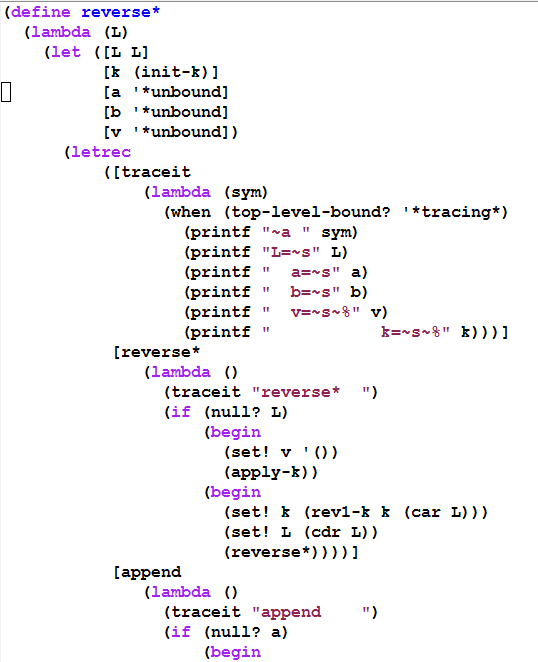 (define reverse*
  (lambda (L)
    (let ([L L]
          [k (init-k)]
          [a '*unbound]
          [b '*unbound]
          [v '*unbound])
      (letrec
          ([traceit
              (lambda (sym)
                (when (top-level-bound? '*tracing*)
                  (printf "~a " sym)
                  (printf "L=~s" L)
                  (printf "  a=~s" a)
                  (printf "  b=~s" b)
                  (printf "  v=~s~%" v)
                  (printf "           k=~s~%" k)))]
           [reverse*
              (lambda ()
                (traceit "reverse*  ")
                (if (null? L)
                    (begin
                      (set! v '())
                      (apply-k))
                    (begin
                      (set! k (rev1-k k (car L)))
                      (set! L (cdr L))
                      (reverse*))))]
           [append
              (lambda ()
                (traceit "append    ")
                (if (null? a)
                    (begin